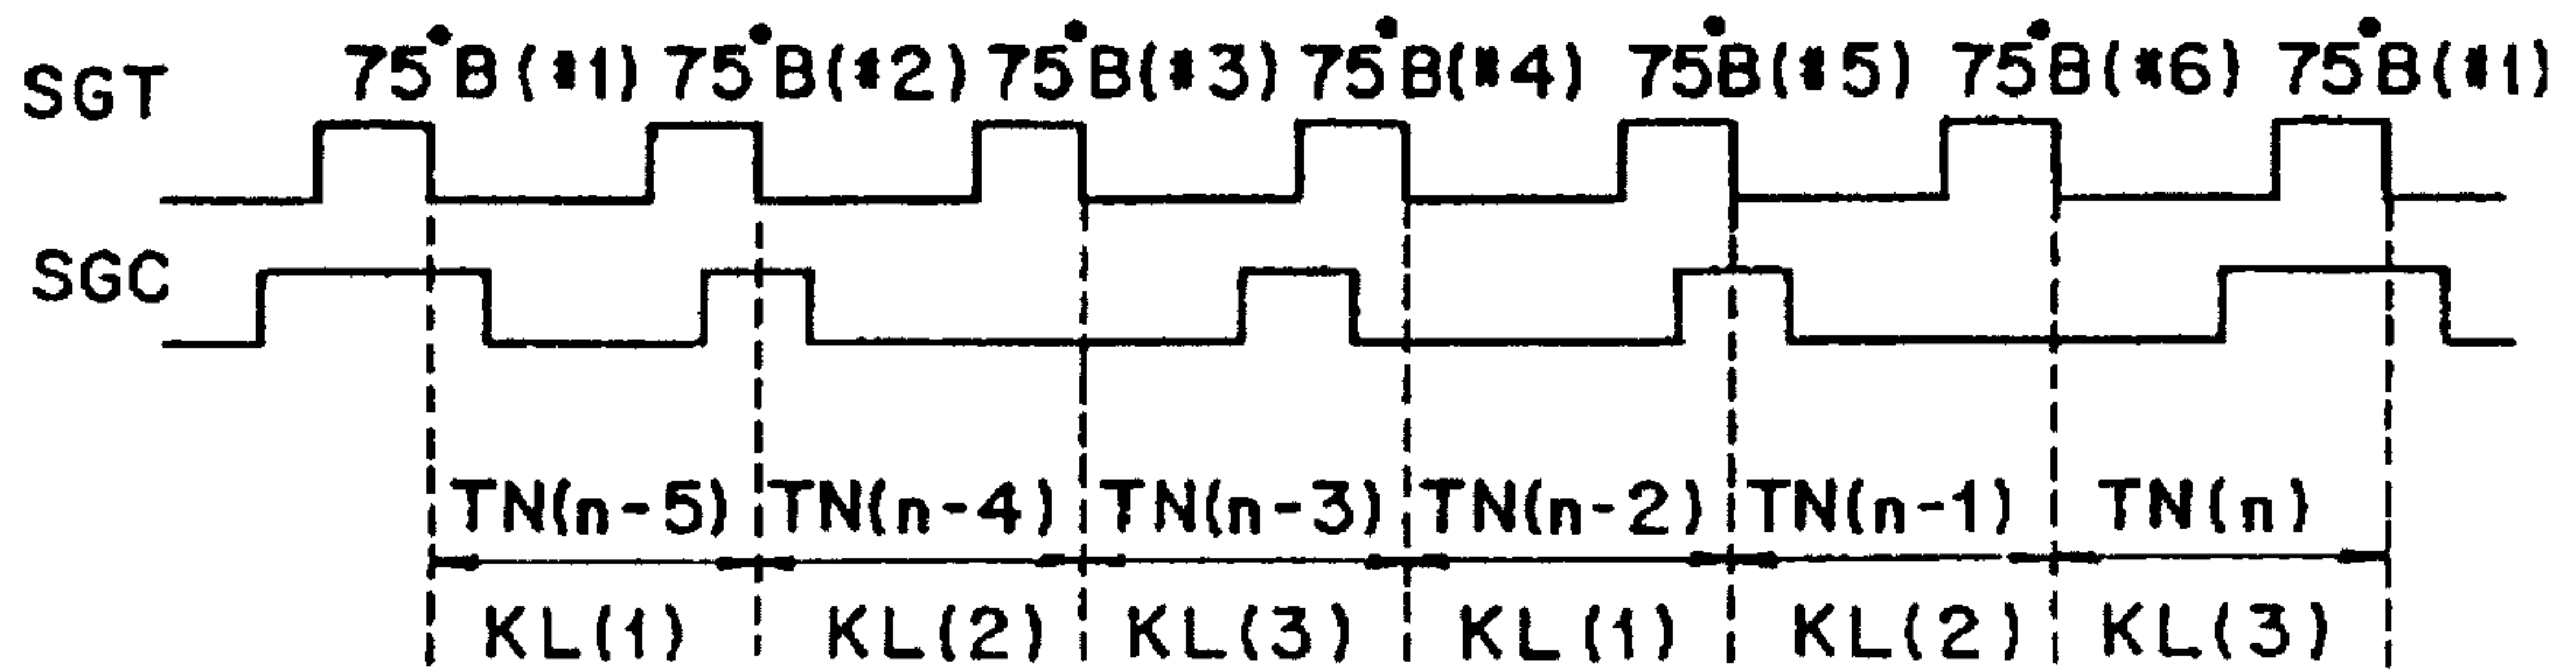 SGT 75°B(#1) 75°B(#2) 75°B(#3) 75°B(#4) 75°B(#5) 75°B(#6) 75°B(#1)
SGC
TN(n-5) TN(n-4) TN(n-3) TN(n-2) TN(n-1) TN(n)
KL(1) KL(2) KL(3) KL(1) KL(2) KL(3)